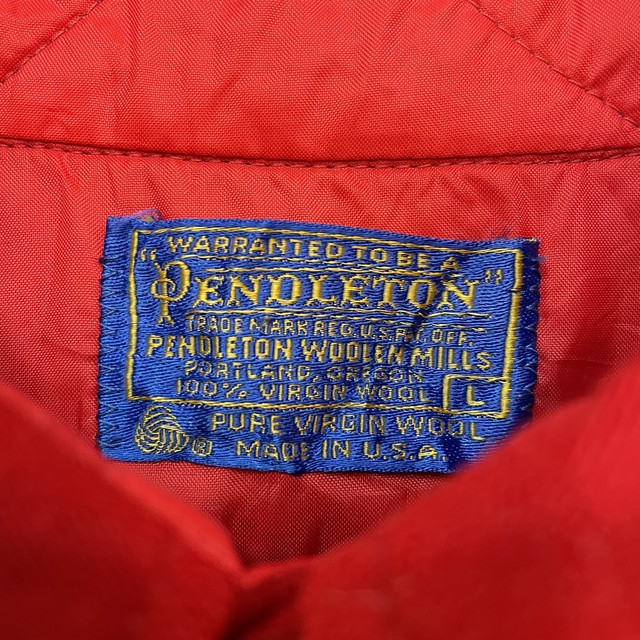 WARRANTED TO BE A
"PENDLETON"
TRADE MARK REG. U.S. PAT. OFF.
PENDLETON WOOLEN MILLS
PORTLAND, OREGON
100% VIRGIN WOOL L
PURE VIRGIN WOOL
® MADE IN U.S.A.